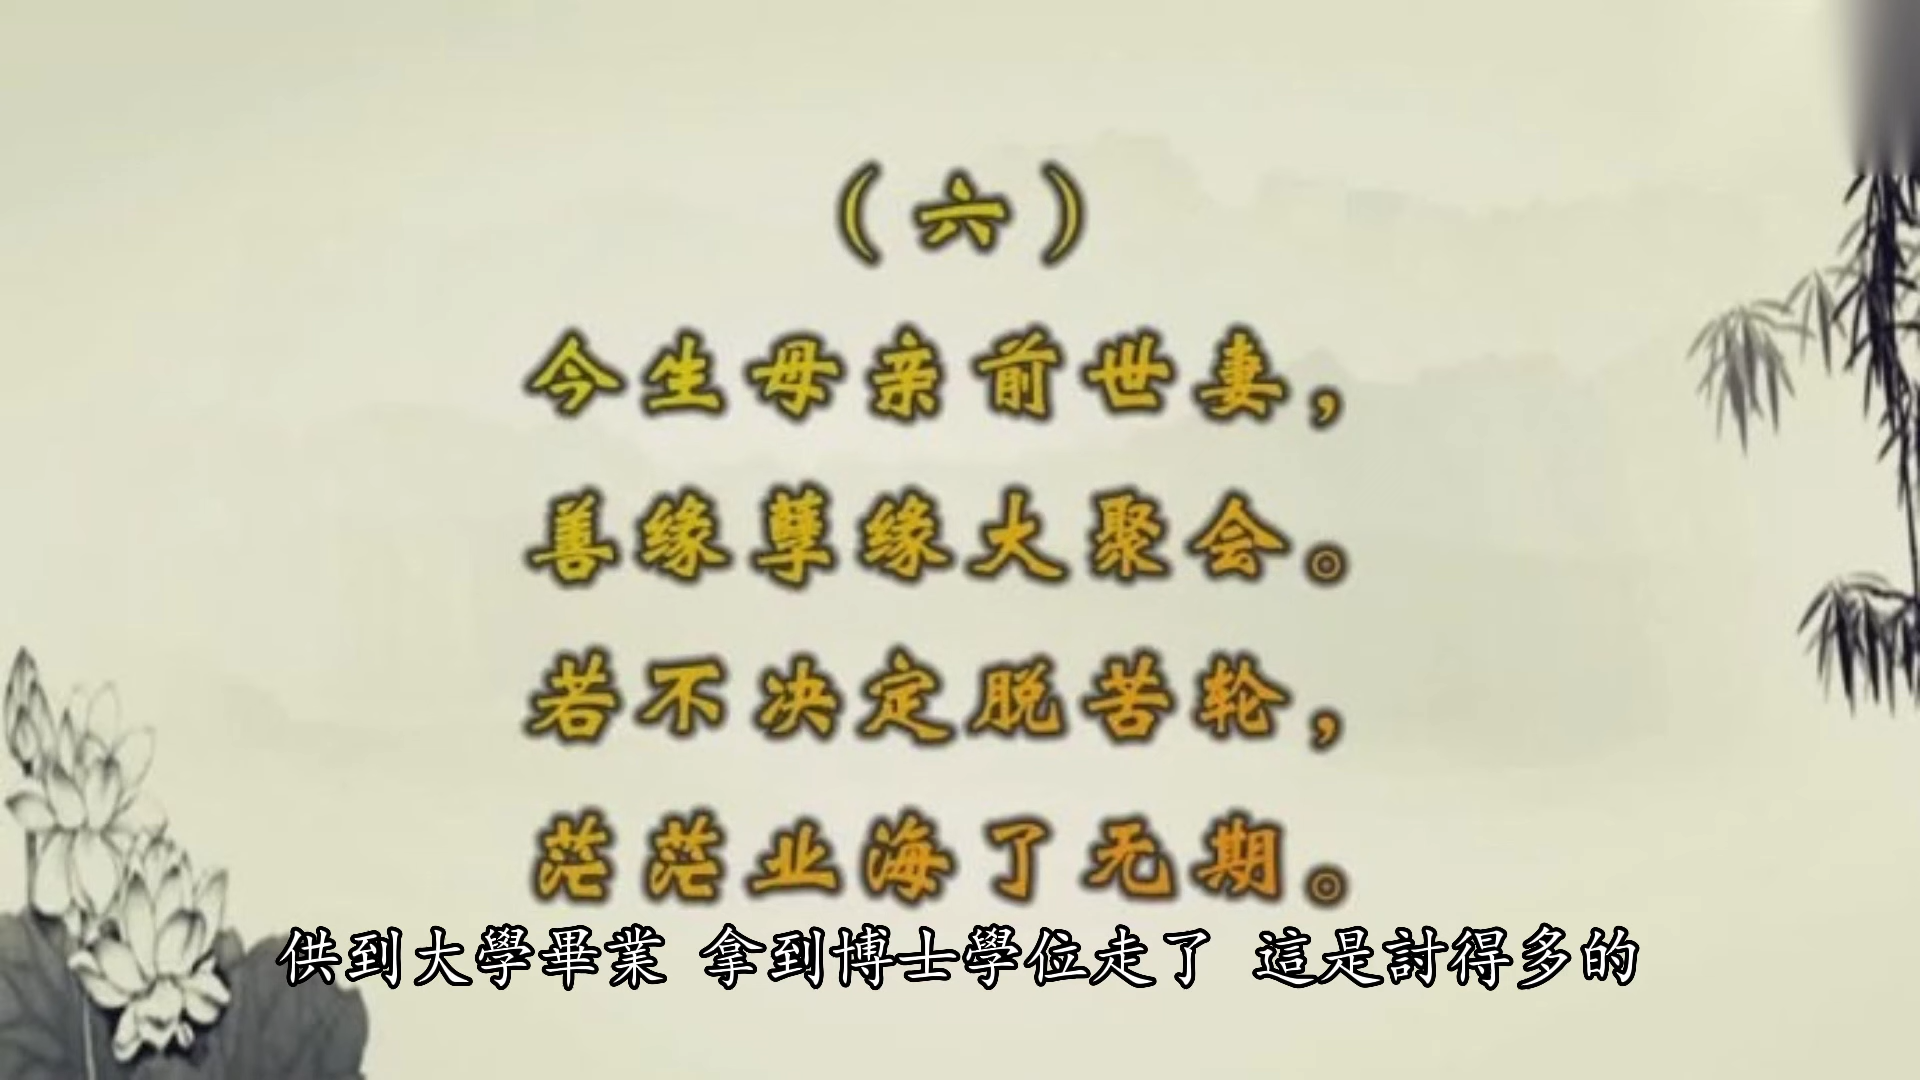 （六）
今生母亲前世妻，
善缘孽缘大聚会。
若不决定脱苦轮，
茫茫业海了无期。
供到大學畢業 拿到博士學位走了 這是討得多的